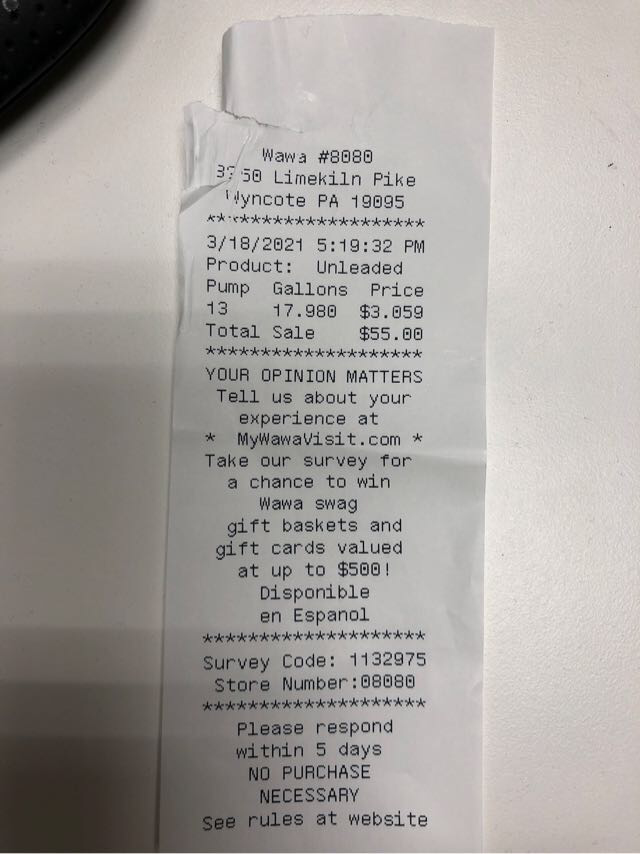 Wawa #8080
Limekiln Pike
Wyncote PA 19095
********************
3/18/2021 5:19:32 PM
Product: Unleaded
Pump Gallons Price
13 17.980 $3.059
Total Sale $55.00
********************
YOUR OPINION MATTERS
Tell us about your
experience at
* MyWawaVisit.com *
Take our survey for
a chance to win
Wawa swag
gift baskets and
gift cards valued
at up to $500!
Disponible
en Espanol
********************
Survey Code: 1132975
Store Number:08080
********************
Please respond
within 5 days
NO PURCHASE
NECESSARY
See rules at website